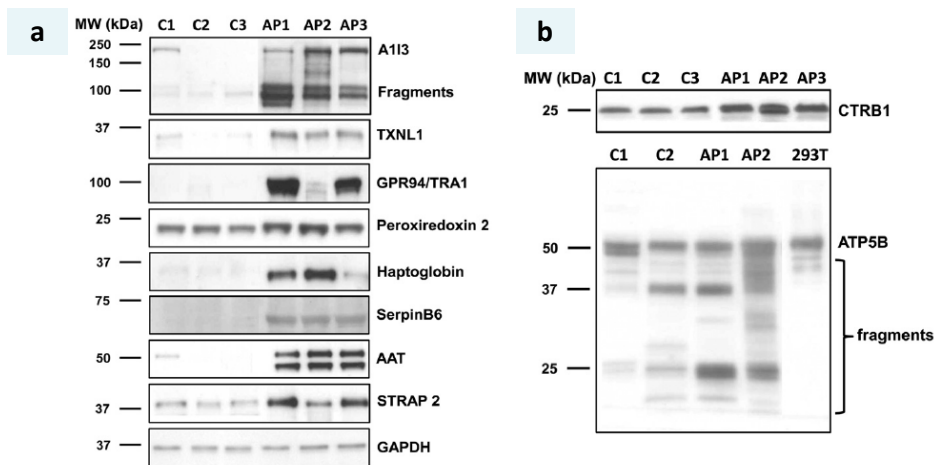 a
MW (kDa) C1 C2 C3 AP1 AP2 AP3
250
150
100
A1I3
Fragments
37
TXNL1
100
GPR94/TRA1
25
Peroxiredoxin 2
37
Haptoglobin
75
SerpinB6
50
AAT
37
STRAP 2
37
GAPDH
b
MW (kDa) C1 C2 C3 AP1 AP2 AP3
25
CTRB1
C1 C2 AP1 AP2 293T
50
ATP5B
37
fragments
25